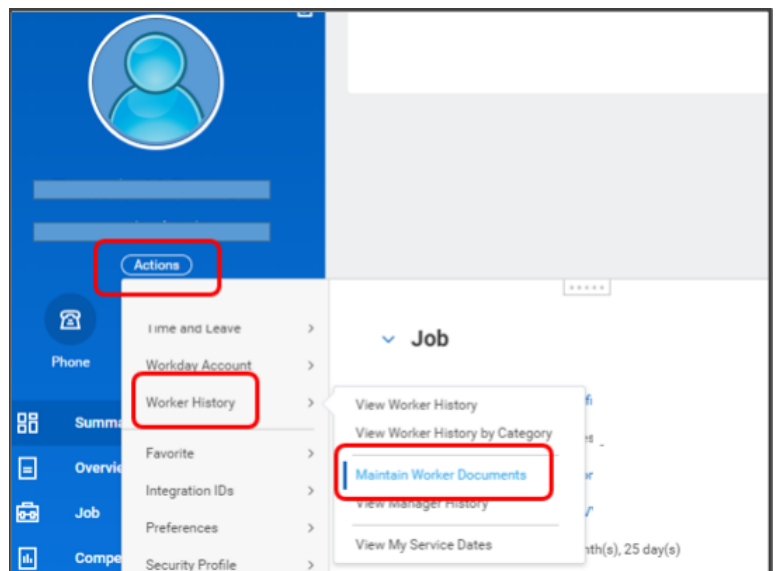 Actions
Phone
Time and Leave
Workday Account
Worker History
Favorite
Integration IDs
Preferences
Security Profile
View Worker History
View Worker History by Category
Maintain Worker Documents
View Manager History
View My Service Dates
Job
Summa
Overvie
Job
Compe
nth(s), 25 day(s)